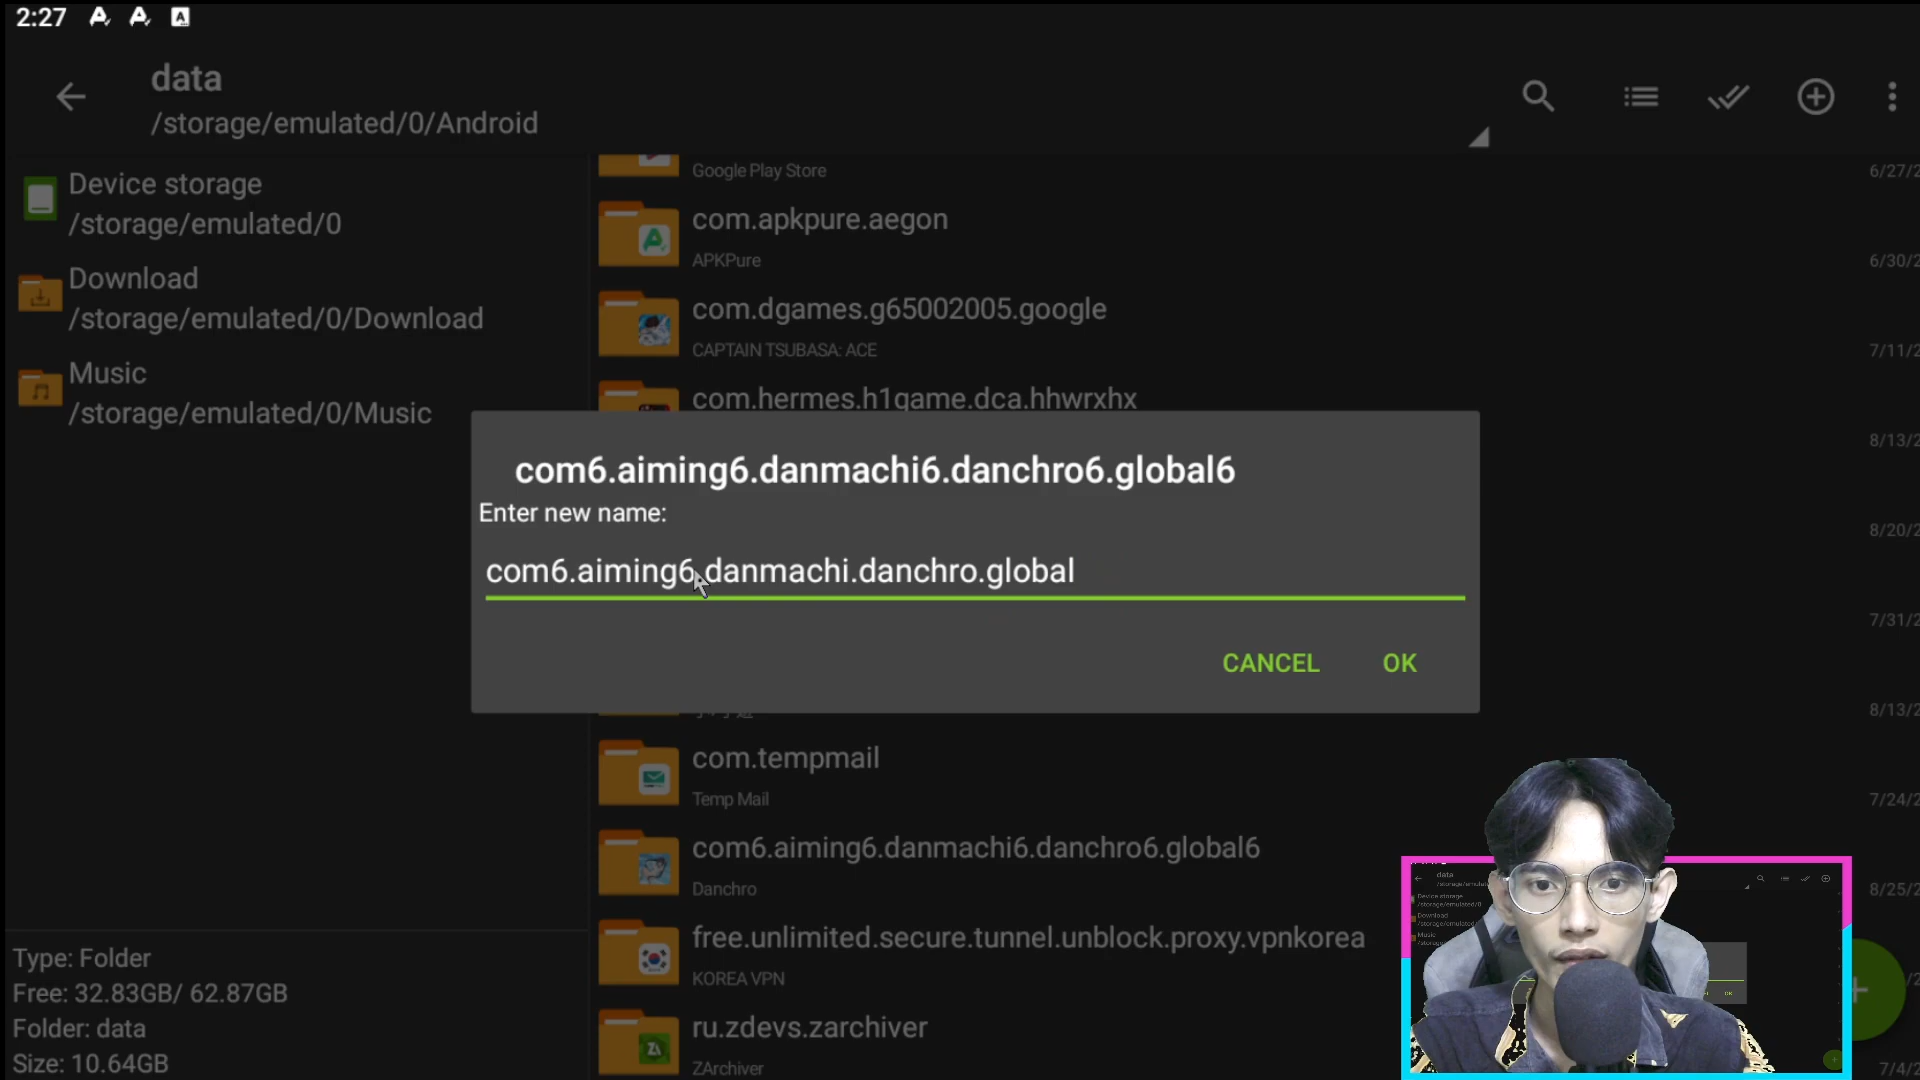 2:27
data
/storage/emulated/0/Android
Device storage
/storage/emulated/0
Download
/storage/emulated/0/Download
Music
/storage/emulated/0/Music
Google Play Store
6/27/2
com.apkpure.aegon
APKPure
6/30/2
com.dgames.g65002005.google
CAPTAIN TSUBASA: ACE
7/11/2
com.hermes.h1game.dca.hhwrxhx
8/13/2
com6.aiming6.danmachi6.danchro6.global6
Enter new name:
8/20/2
com6.aiming6.danmachi.danchro.global
7/31/2
CANCEL
OK
8/13/2
com.tempmail
Temp Mail
7/24/2
com6.aiming6.danmachi6.danchro6.global6
Danchro
8/25/2
free.unlimited.secure.tunnel.unblock.proxy.vpnkorea
KOREA VPN
ru.zdevs.zarchiver
ZArchiver
7/4/2
Type: Folder
Free: 32.83GB/ 62.87GB
Folder: data
Size: 10.64GB